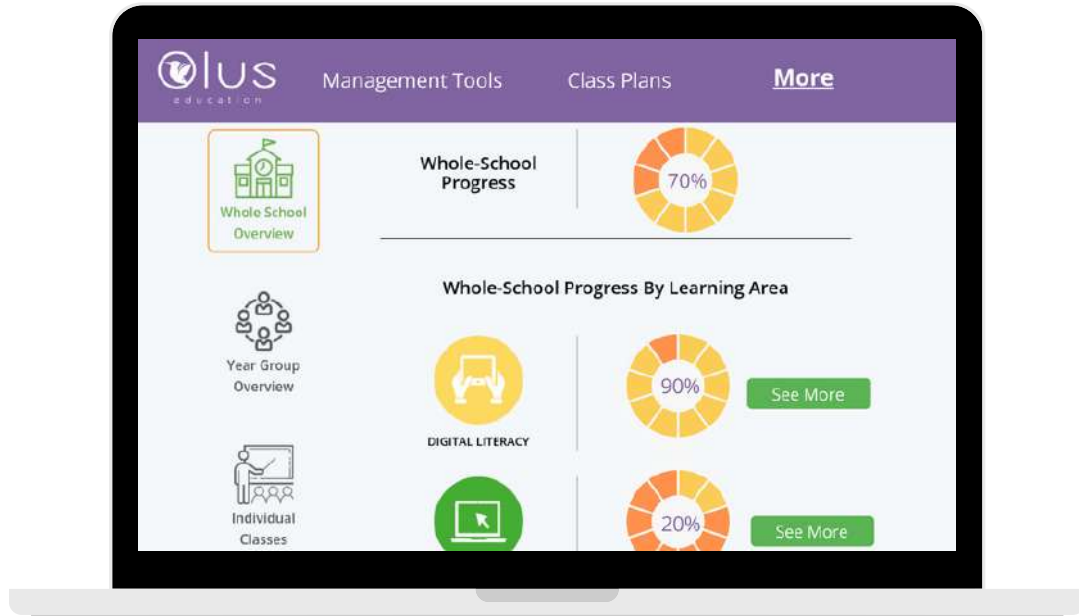 Olus
education
Management Tools
Class Plans
More
Whole School
Overview
Whole-School
Progress
70%
Whole-School Progress By Learning Area
Year Group
Overview
90%
See More
DIGITAL LITERACY
Individual
Classes
20%
See More